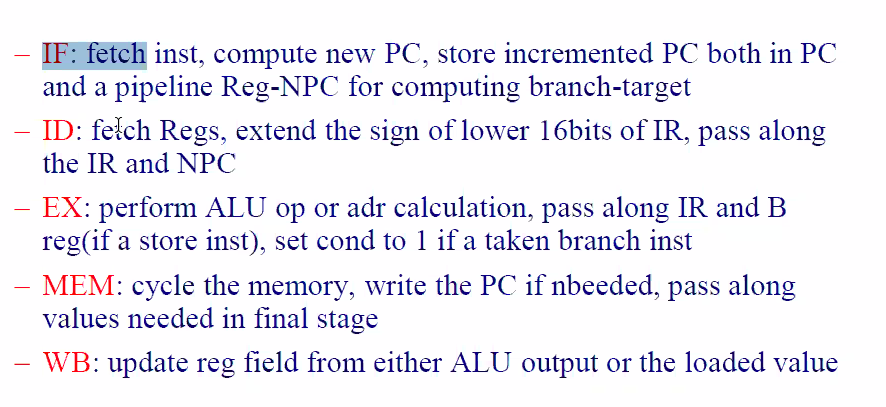 – IF: fetch inst, compute new PC, store incremented PC both in PC
and a pipeline Reg-NPC for computing branch-target
– ID: fetch Regs, extend the sign of lower 16bits of IR, pass along
the IR and NPC
– EX: perform ALU op or adr calculation, pass along IR and B
reg(if a store inst), set cond to 1 if a taken branch inst
– MEM: cycle the memory, write the PC if nbeeded, pass along
values needed in final stage
– WB: update reg field from either ALU output or the loaded value